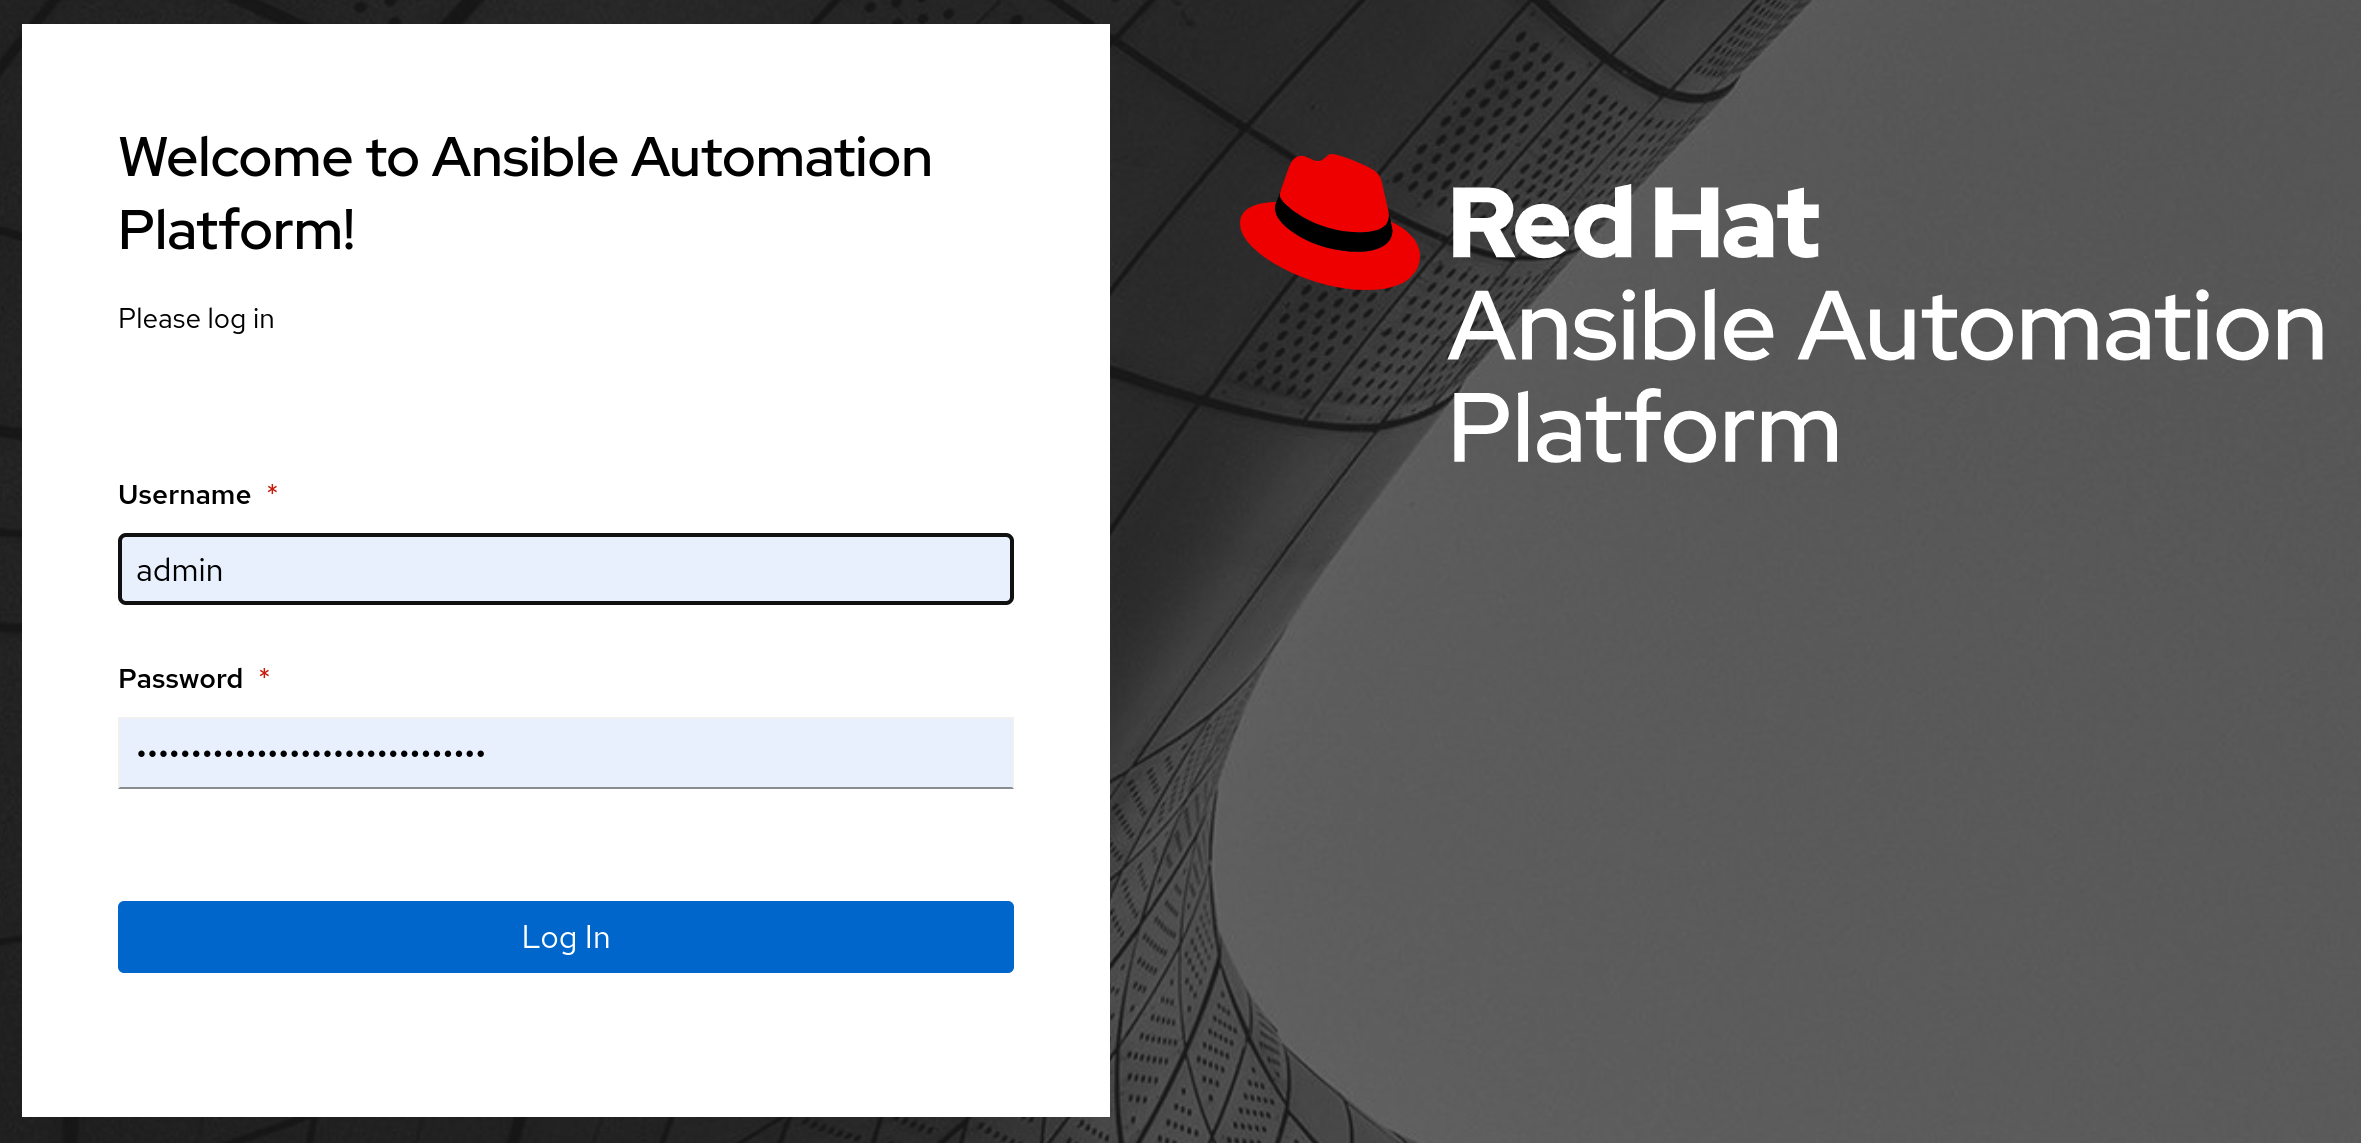 Welcome to Ansible Automation
Platform!
Please log in
Username *
admin
Password *
••••••••••••••••••••••••••••••••
Log In
Red Hat
Ansible Automation
Platform